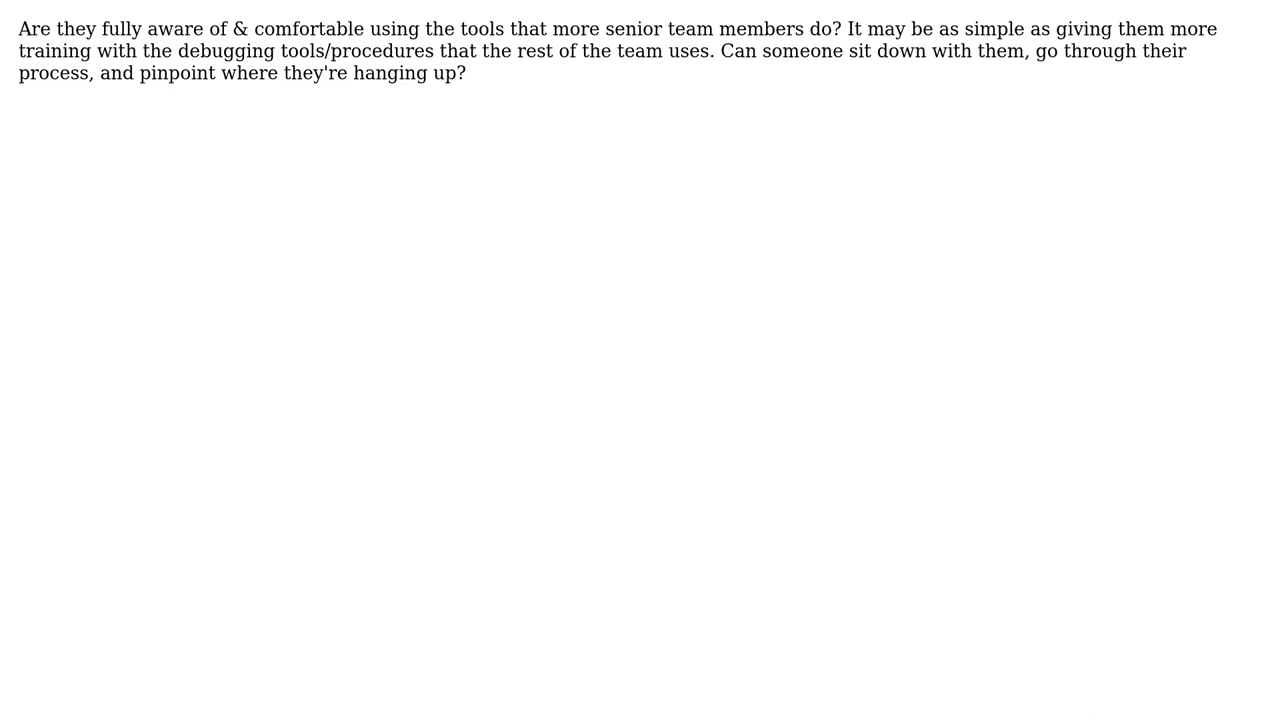 Are they fully aware of & comfortable using the tools that more senior team members do? It may be as simple as giving them more
training with the debugging tools/procedures that the rest of the team uses. Can someone sit down with them, go through their
process, and pinpoint where they're hanging up?